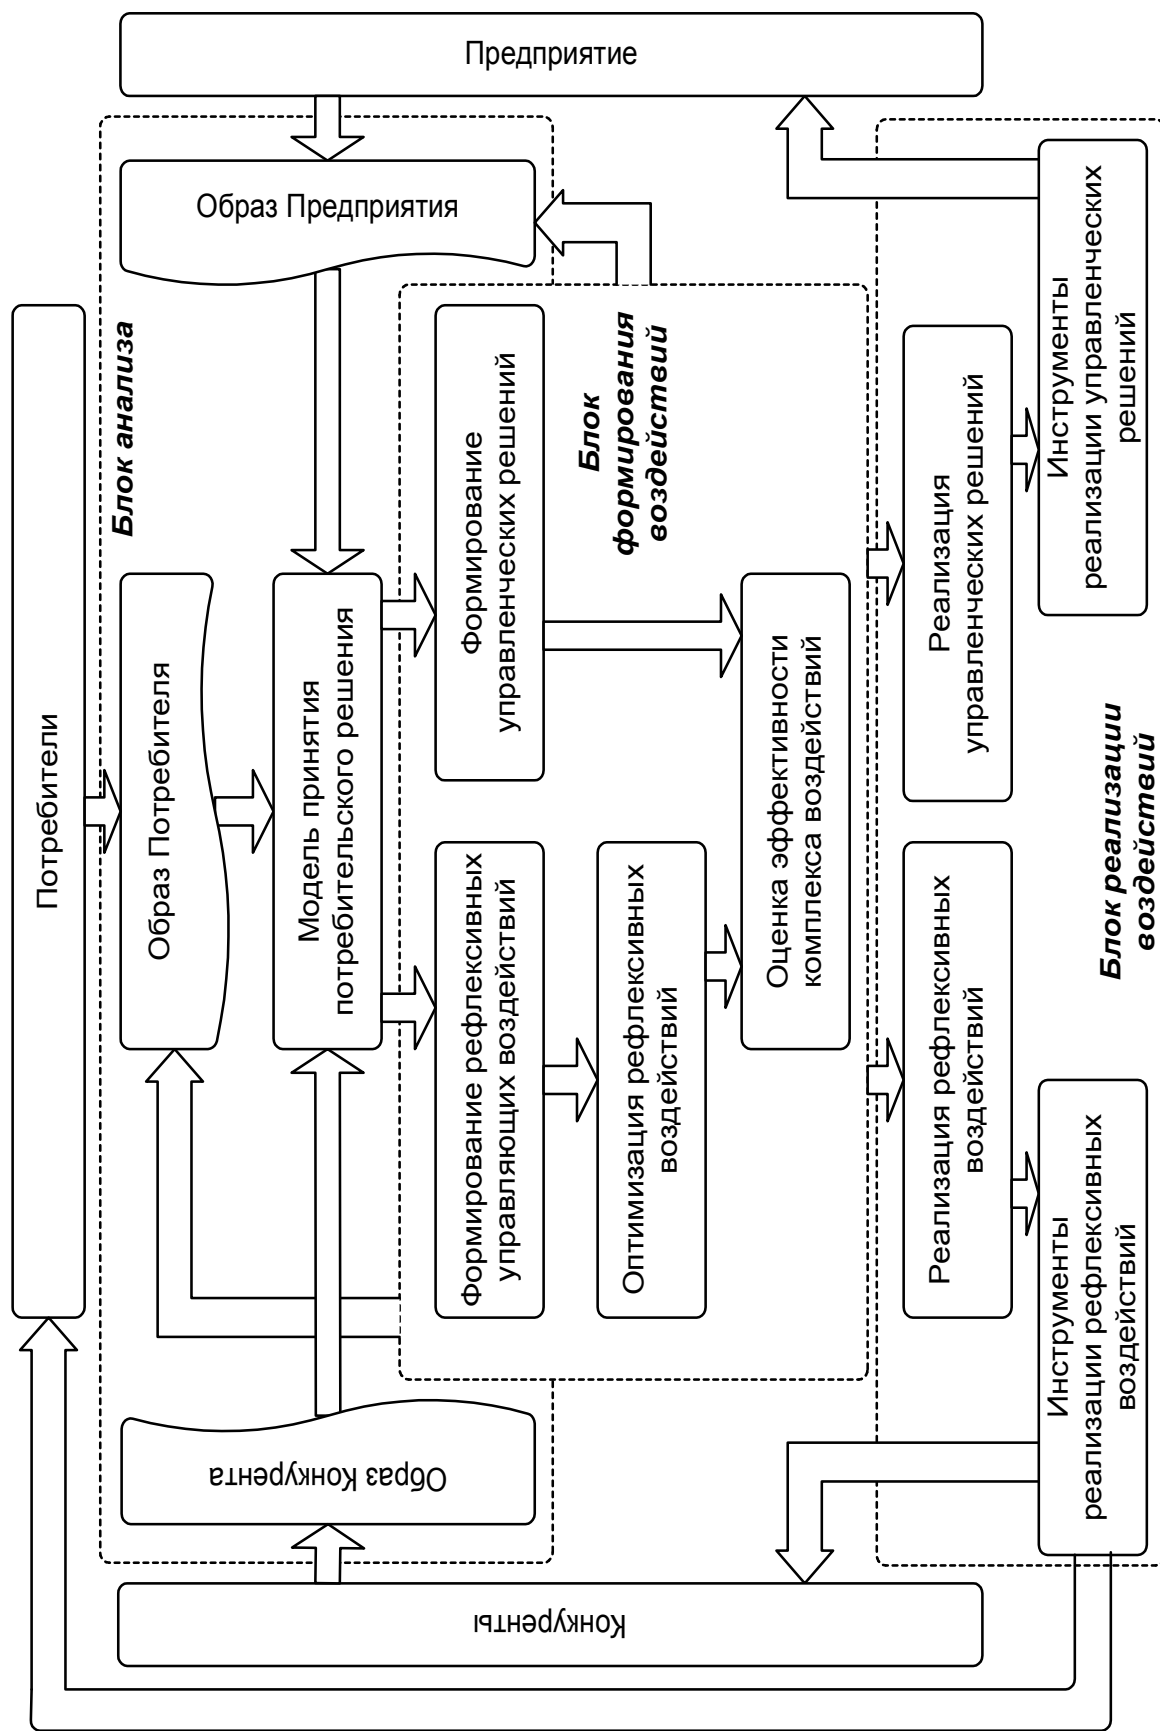 Потребители
Блок анализа
Образ Потребителя
Модель принятия
потребительского решения
Образ Конкурента
Образ Предприятия
Конкуренты
Предприятие
Формирование рефлексивных
управляющих воздействий
Формирование
управленческих решений
Оптимизация рефлексивных
воздействий
Блок
формирования
воздействий
Оценка эффективности
комплекса воздействий
Реализация рефлексивных
воздействий
Реализация
управленческих решений
Инструменты
реализации рефлексивных
воздействий
Блок реализации
воздействий
Инструменты
реализации управленческих
решений